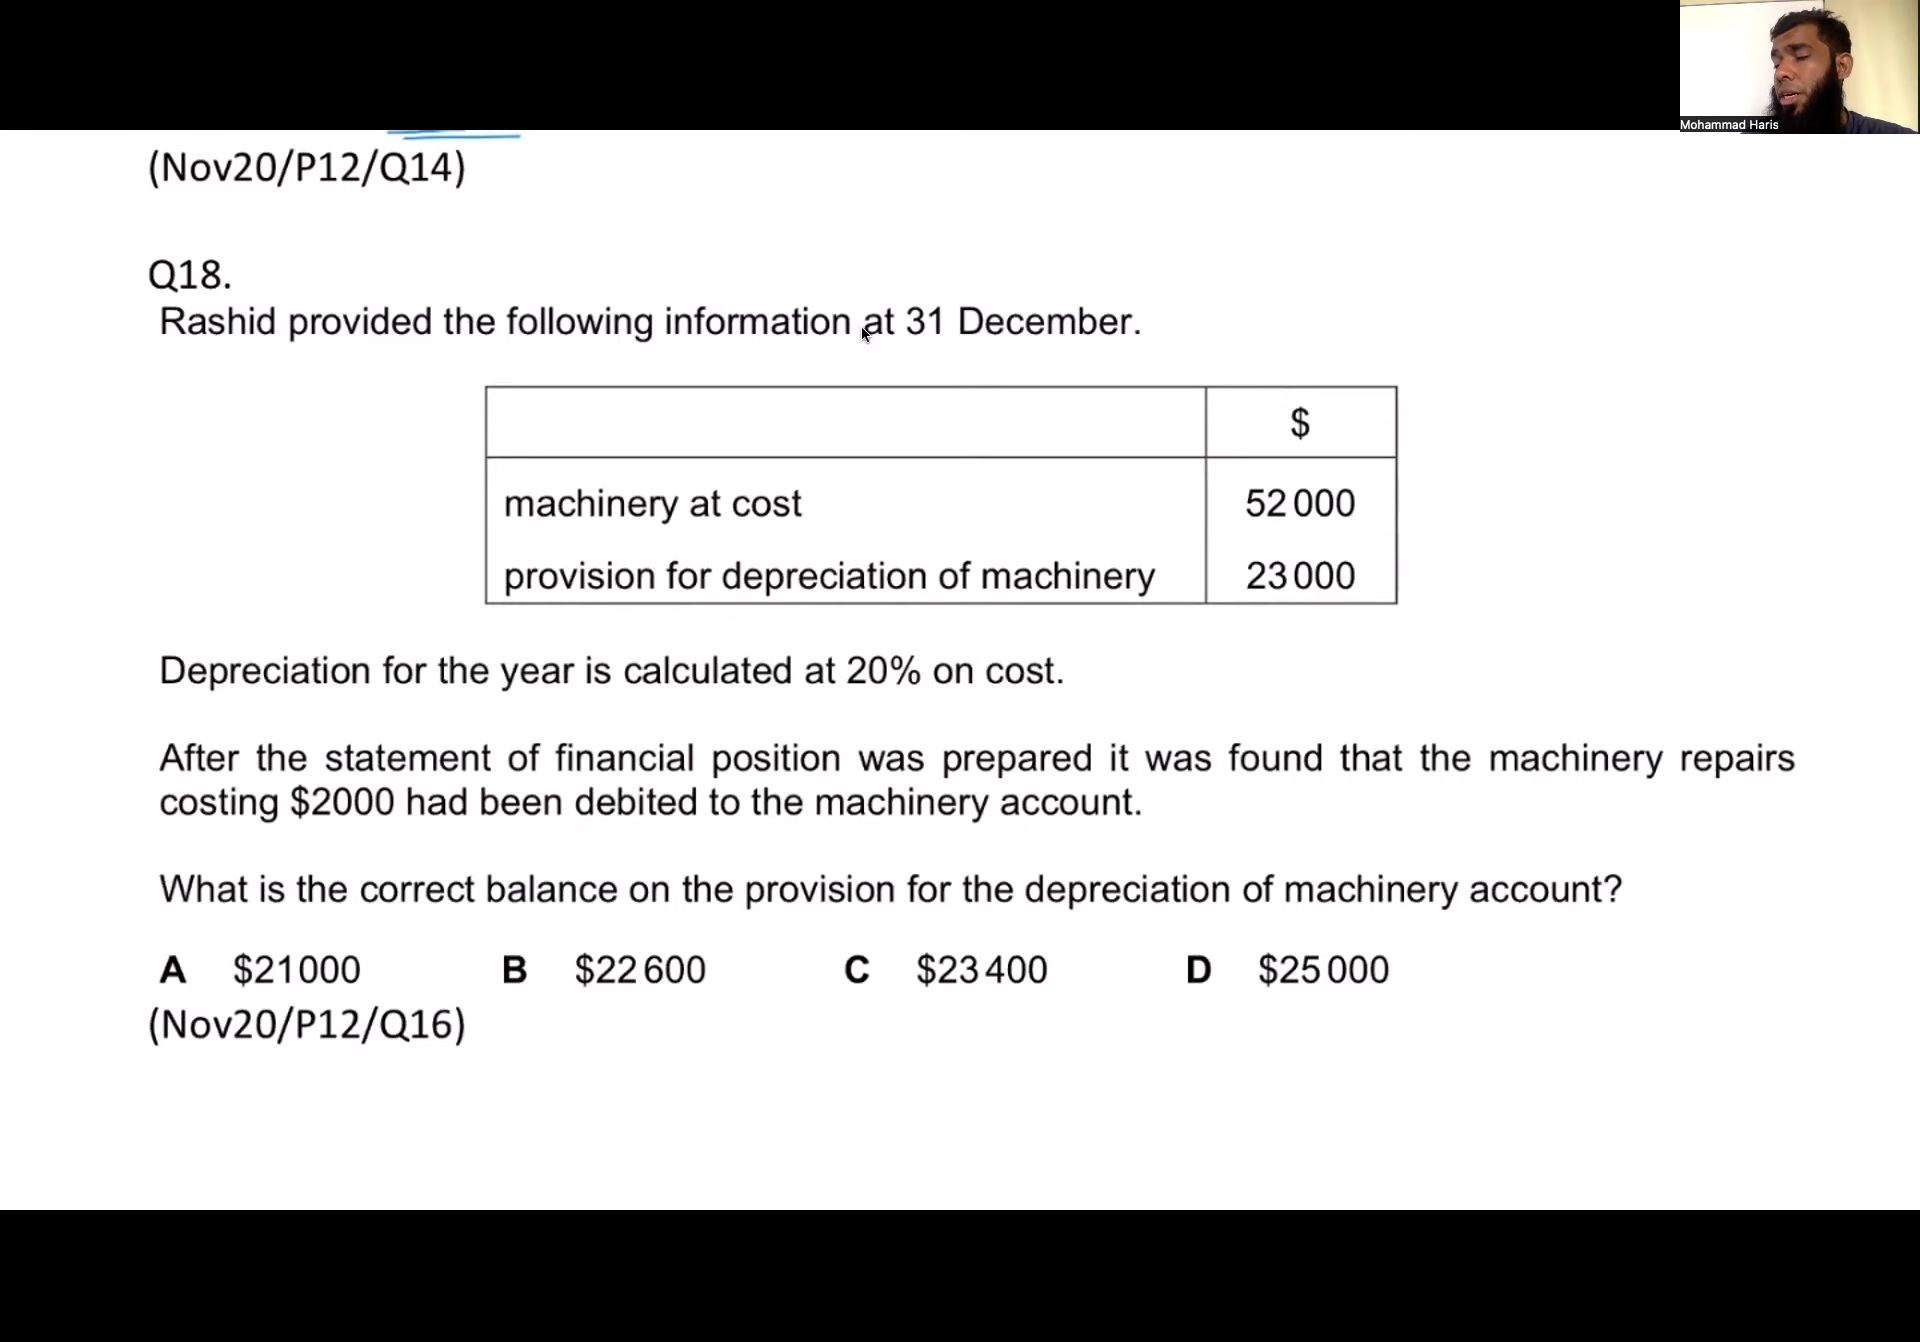 Mohammad Haris
(Nov20/P12/Q14)
Q18.
Rashid provided the following information at 31 December.
$
machinery at cost 52 000
provision for depreciation of machinery 23 000
Depreciation for the year is calculated at 20% on cost.
After the statement of financial position was prepared it was found that the machinery repairs
costing $2000 had been debited to the machinery account.
What is the correct balance on the provision for the depreciation of machinery account?
A $21 000 B $22 600 C $23 400 D $25 000
(Nov20/P12/Q16)